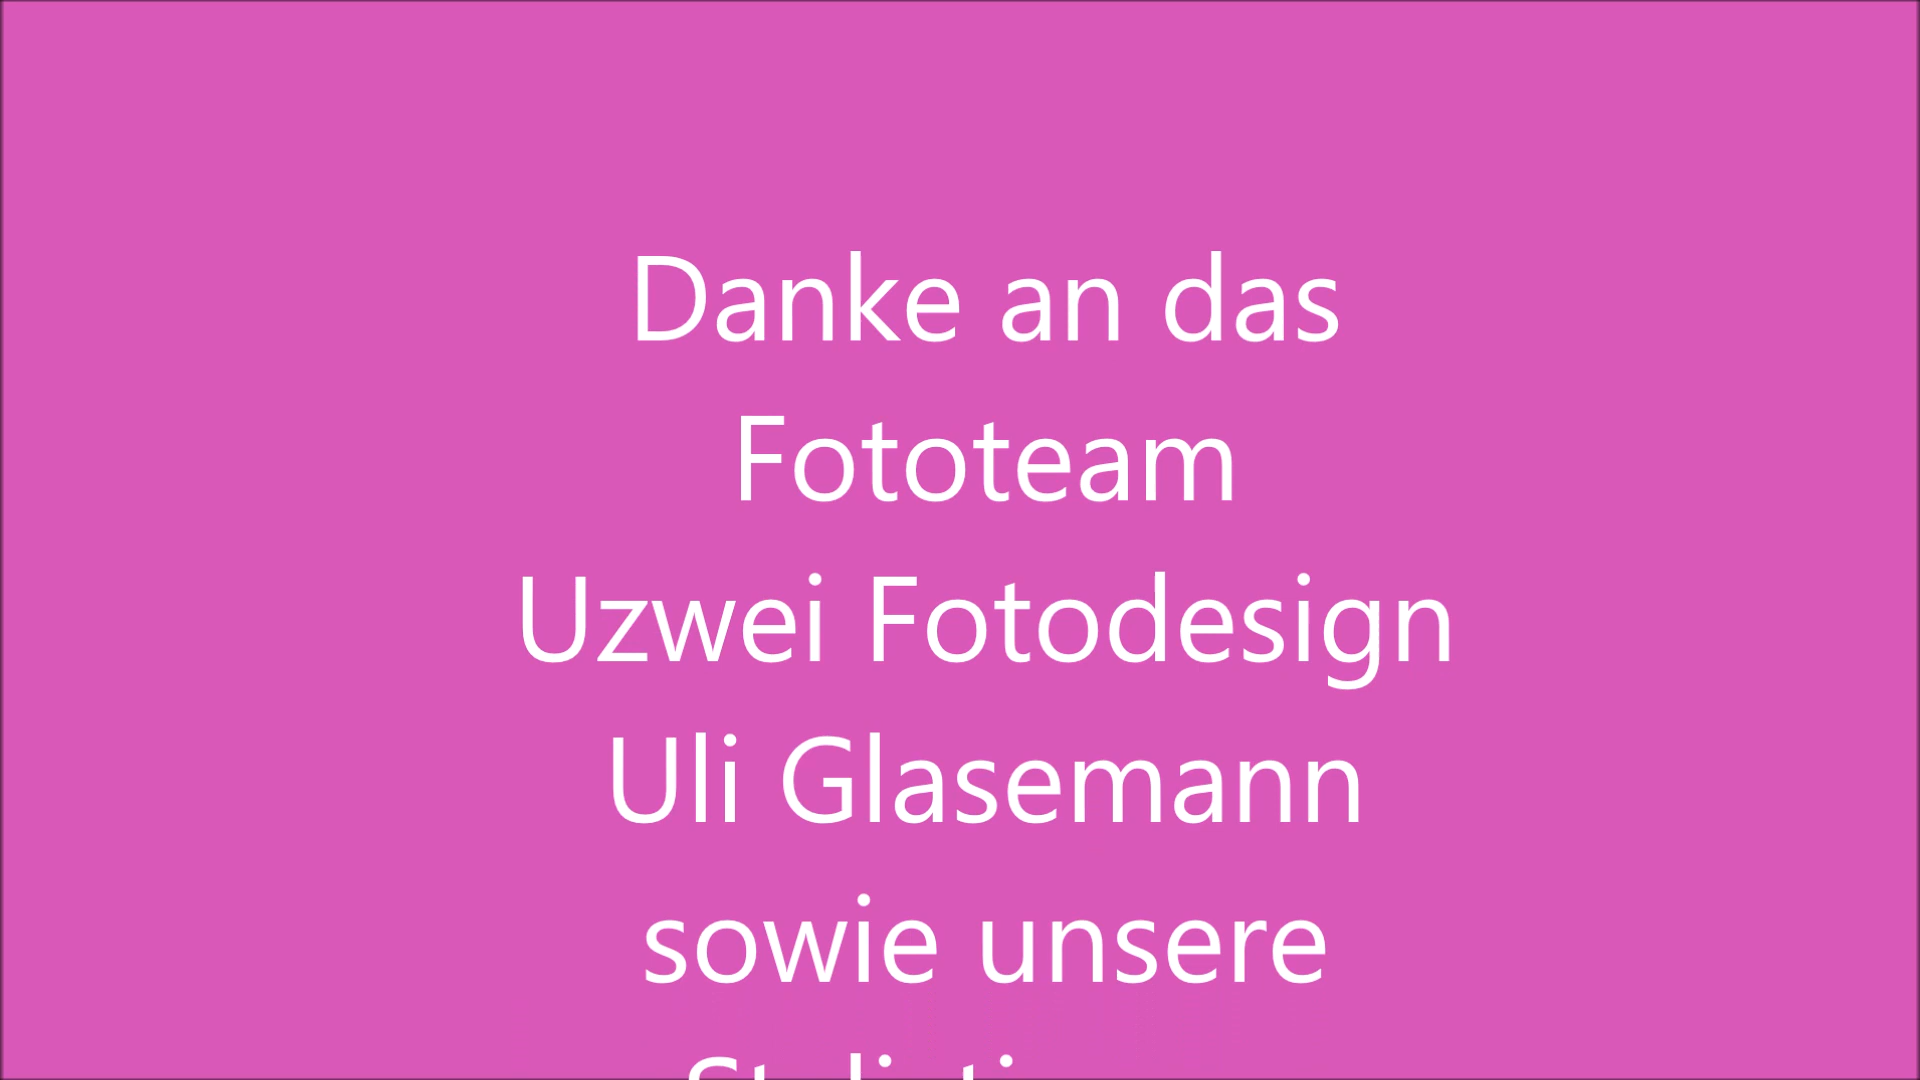 Danke an das
Fototeam
Uzwei Fotodesign
Uli Glasemann
sowie unsere